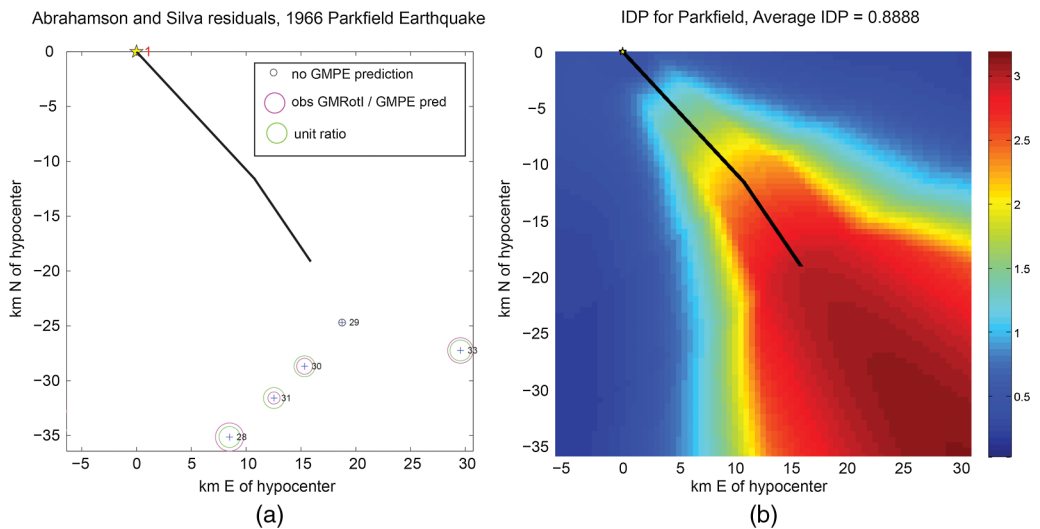 Abrahamson and Silva residuals, 1966 Parkfield Earthquake
0
−5
−10
−15
−20
−25
−30
−35
km N of hypocenter
1
no GMPE prediction
obs GMRotI / GMPE pred
unit ratio
29
33
30
31
28
−5 0 5 10 15 20 25 30
km E of hypocenter
(a)
IDP for Parkfield, Average IDP = 0.8888
0
−5
−10
−15
−20
−25
−30
−35
km N of hypocenter
−5 0 5 10 15 20 25 30
km E of hypocenter
3
2.5
2
1.5
1
0.5
(b)